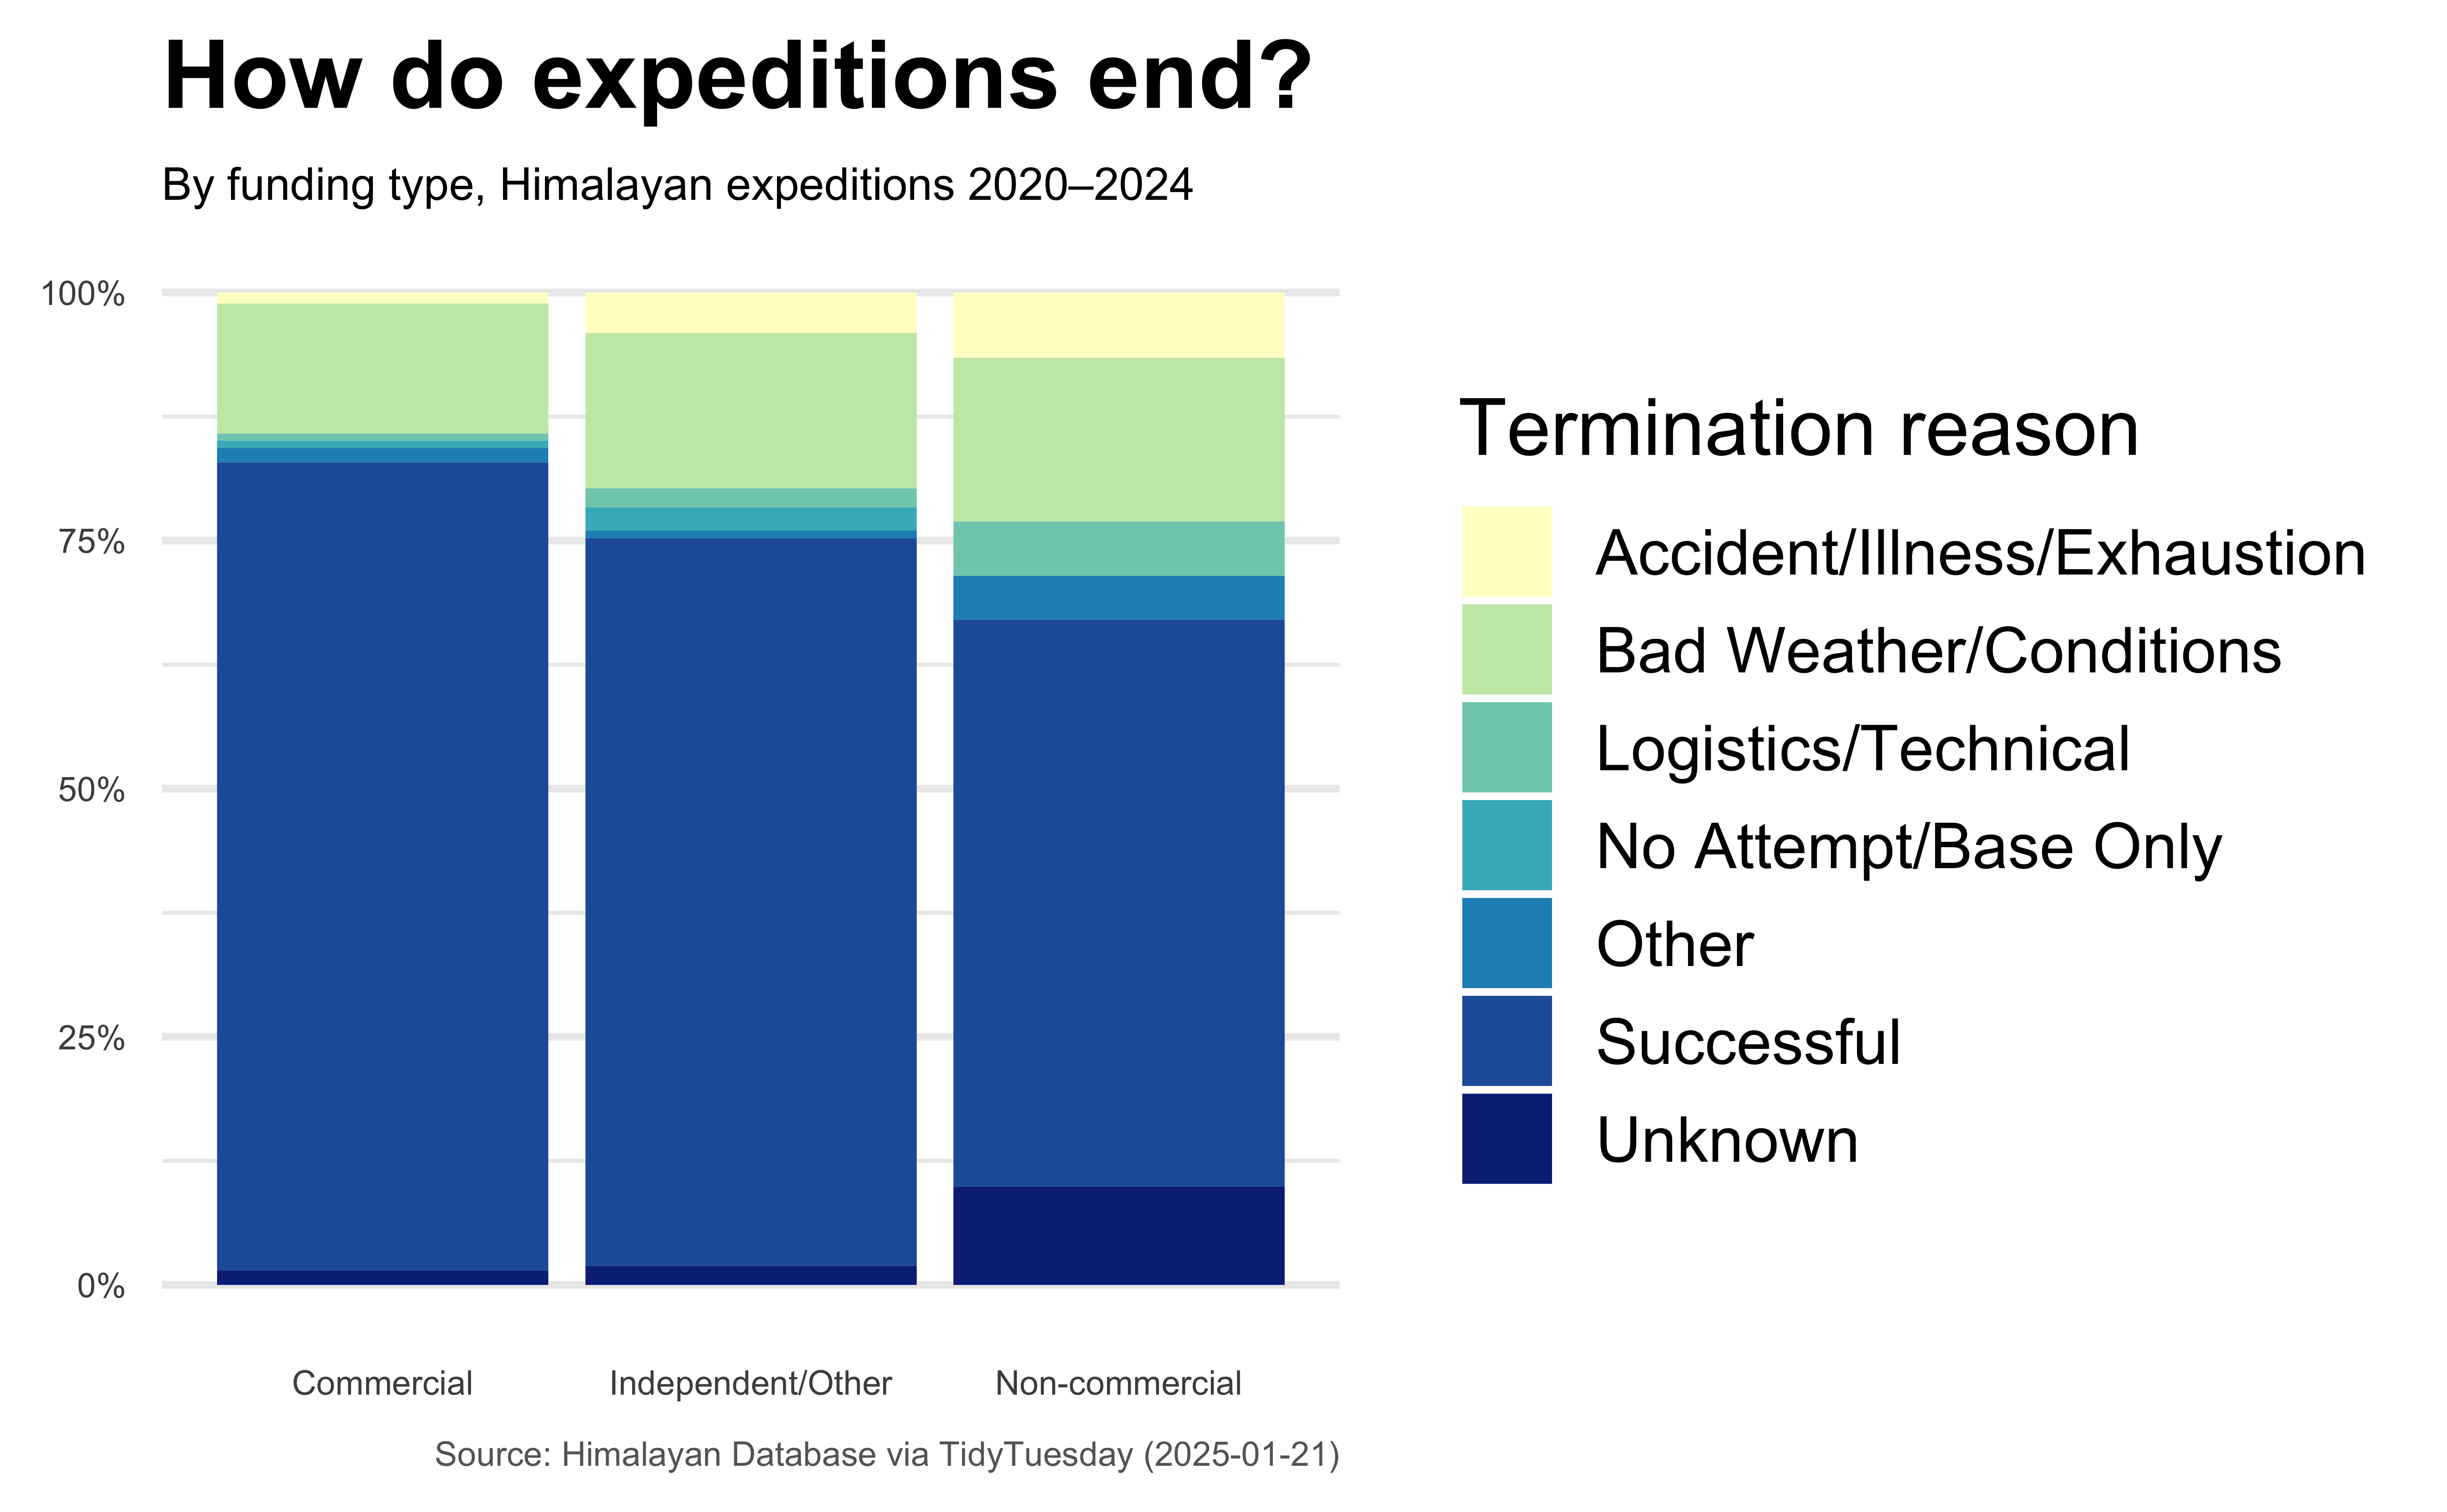 How do expeditions end?
By funding type, Himalayan expeditions 2020–2024
100%
75%
50%
25%
0%
Commercial
Independent/Other
Non-commercial
Termination reason
Accident/Illness/Exhaustion
Bad Weather/Conditions
Logistics/Technical
No Attempt/Base Only
Other
Successful
Unknown
Source: Himalayan Database via TidyTuesday (2025-01-21)